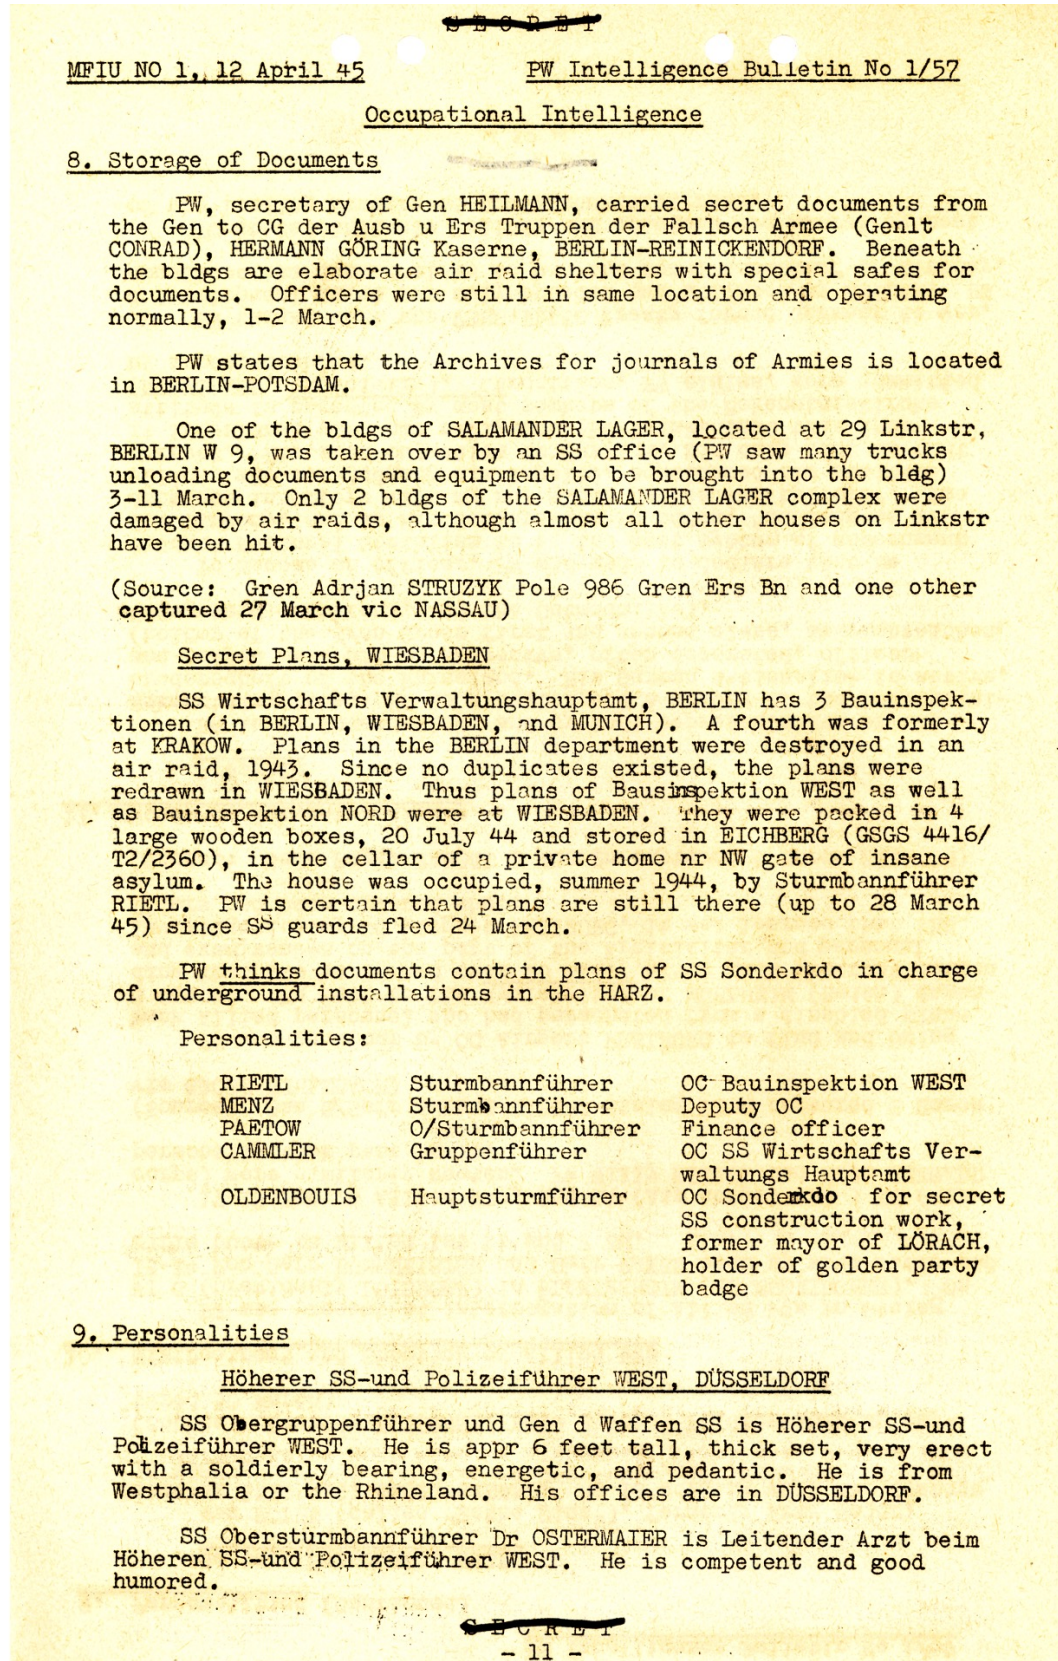 SECRET
MFIU NO 1, 12 April 45 PW Intelligence Bulletin No 1/57
Occupational Intelligence
8. Storage of Documents
PW, secretary of Gen HEILMANN, carried secret documents from
the Gen to CG der Ausb u Ers Truppen der Fallsch Armee (Genlt
CONRAD), HERMANN GÖRING Kaserne, BERLIN-REINICKENDORF. Beneath
the bldgs are elaborate air raid shelters with special safes for
documents. Officers were still in same location and operating
normally, 1-2 March.
PW states that the Archives for journals of Armies is located
in BERLIN-POTSDAM.
One of the bldgs of SALAMANDER LAGER, located at 29 Linkstr,
BERLIN W 9, was taken over by an SS office (PW saw many trucks
unloading documents and equipment to be brought into the bldg)
3-11 March. Only 2 bldgs of the SALAMANDER LAGER complex were
damaged by air raids, although almost all other houses on Linkstr
have been hit.
(Source: Gren Adrjan STRUZYK Pole 986 Gren Ers Bn and one other
captured 27 March vic NASSAU)
Secret Plans, WIESBADEN
SS Wirtschafts Verwaltungshauptamt, BERLIN has 3 Bauinspek-
tionen (in BERLIN, WIESBADEN, and MUNICH). A fourth was formerly
at KRAKOW. Plans in the BERLIN department were destroyed in an
air raid, 1943. Since no duplicates existed, the plans were
redrawn in WIESBADEN. Thus plans of Bausinspektion WEST as well
as Bauinspektion NORD were at WIESBADEN. They were packed in 4
large wooden boxes, 20 July 44 and stored in EICHBERG (GSGS 4416/
T2/2360), in the cellar of a private home nr NW gate of insane
asylum. The house was occupied, summer 1944, by Sturmbannführer
RIETL. PW is certain that plans are still there (up to 28 March
45) since SS guards fled 24 March.
PW thinks documents contain plans of SS Sonderkdo in charge
of underground installations in the HARZ.
Personalities:
RIETL Sturmbannführer OC Bauinspektion WEST
MENZ Sturmbannführer Deputy OC
PAETOW O/Sturmbannführer Finance officer
CAMMLER Gruppenführer OC SS Wirtschafts Ver-
waltungs Hauptamt
OLDENBOUIS Hauptsturmführer OC Sonderkdo for secret
SS construction work,
former mayor of LÖRACH,
holder of golden party
badge
9. Personalities
Höherer SS-und Polizeiführer WEST, DÜSSELDORF
SS Obergruppenführer und Gen d Waffen SS is Höherer SS-und
Polizeiführer WEST. He is appr 6 feet tall, thick set, very erect
with a soldierly bearing, energetic, and pedantic. He is from
Westphalia or the Rhineland. His offices are in DÜSSELDORF.
SS Obersturmbannführer Dr OSTERMAIER is Leitender Arzt beim
Höheren SS-und Polizeiführer WEST. He is competent and good
humored.
SECRET
- 11 -